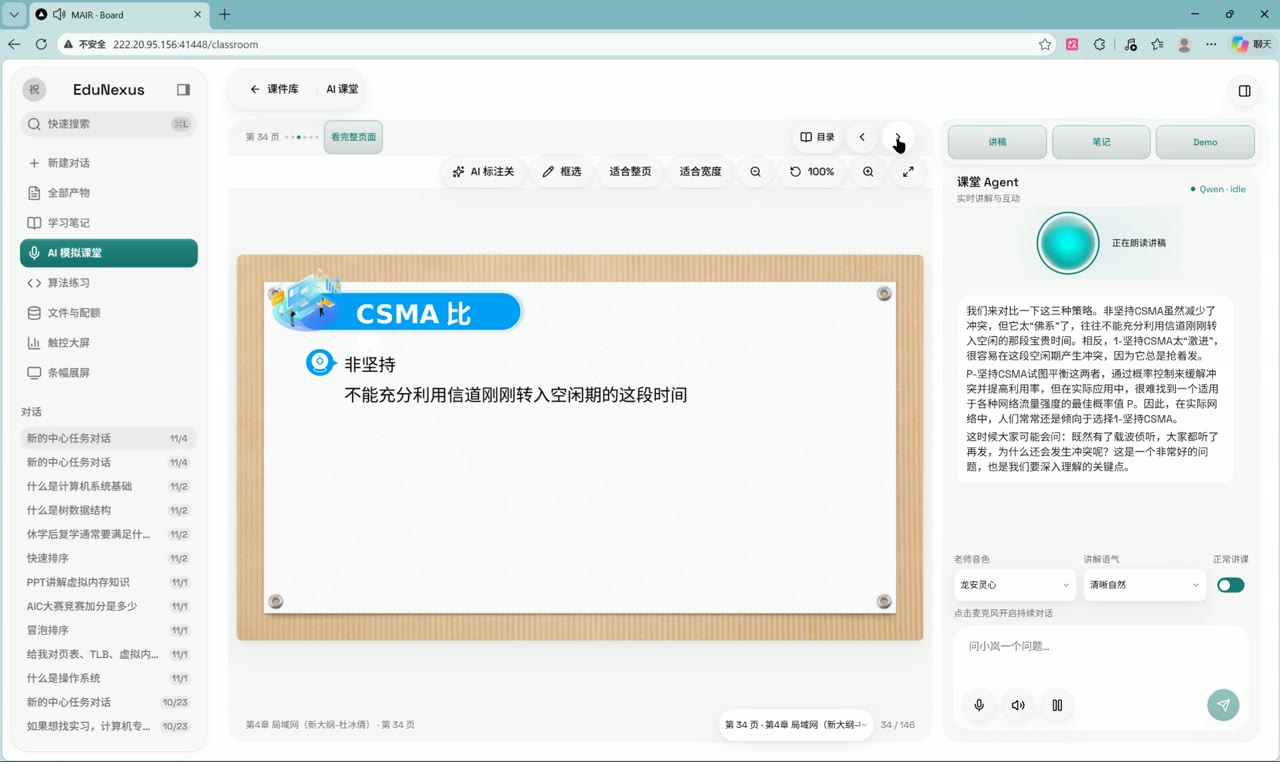 MAIR · Board
不安全 222.20.95.156:41448/classroom
聊天
祝 EduNexus
快速搜索 ⌘L
新建对话
全部产物
学习笔记
AI 模拟课堂
算法练习
文件与配额
触控大屏
条幅展屏
对话
新的中心任务对话 11/4
新的中心任务对话 11/4
什么是计算机系统基础 11/2
什么是树数据结构 11/2
休学后复学通常要满足什... 11/2
快速排序 11/2
PPT讲解虚拟内存知识 11/1
AIC大赛竞赛加分是多少 11/1
冒泡排序 11/1
给我对页表、TLB、虚拟内... 11/1
什么是操作系统 11/1
新的中心任务对话 10/23
如果想找实习，计算机专... 10/23
课件库 AI 课堂
第 34 页 看完整页面 目录
AI 标注关 框选 适合整页 适合宽度 100%
CSMA 比
非坚持
不能充分利用信道刚刚转入空闲期的这段时间
第4章 局域网（新大纲-杜冰倩） · 第 34 页
第 34 页 · 第4章 局域网（新大纲-
34 / 146
讲稿 笔记 Demo
课堂 Agent
实时讲解与互动
Qwen · idle
正在朗读讲稿
我们来对比一下这三种策略。非坚持CSMA虽然减少了
冲突，但它太“佛系”了，往往不能充分利用信道刚刚转
入空闲的那段宝贵时间。相反，1-坚持CSMA太“激进”，
很容易在这段空闲期产生冲突，因为它总是抢着发。
P-坚持CSMA试图平衡这两者，通过概率控制来缓解冲
突并提高利用率，但在实际应用中，很难找到一个适用
于各种网络流量强度的最佳概率值 P。因此，在实际网
络中，人们常常还是倾向于选择1-坚持CSMA。
这时候大家可能会问：既然有了载波侦听，大家都听了
再发，为什么还会发生冲突呢？这是一个非常好的问
题，也是我们要深入理解的关键点。
老师音色 讲解语气 正常讲课
龙安灵心 清晰自然
点击麦克风开启持续对话
问小岚一个问题...